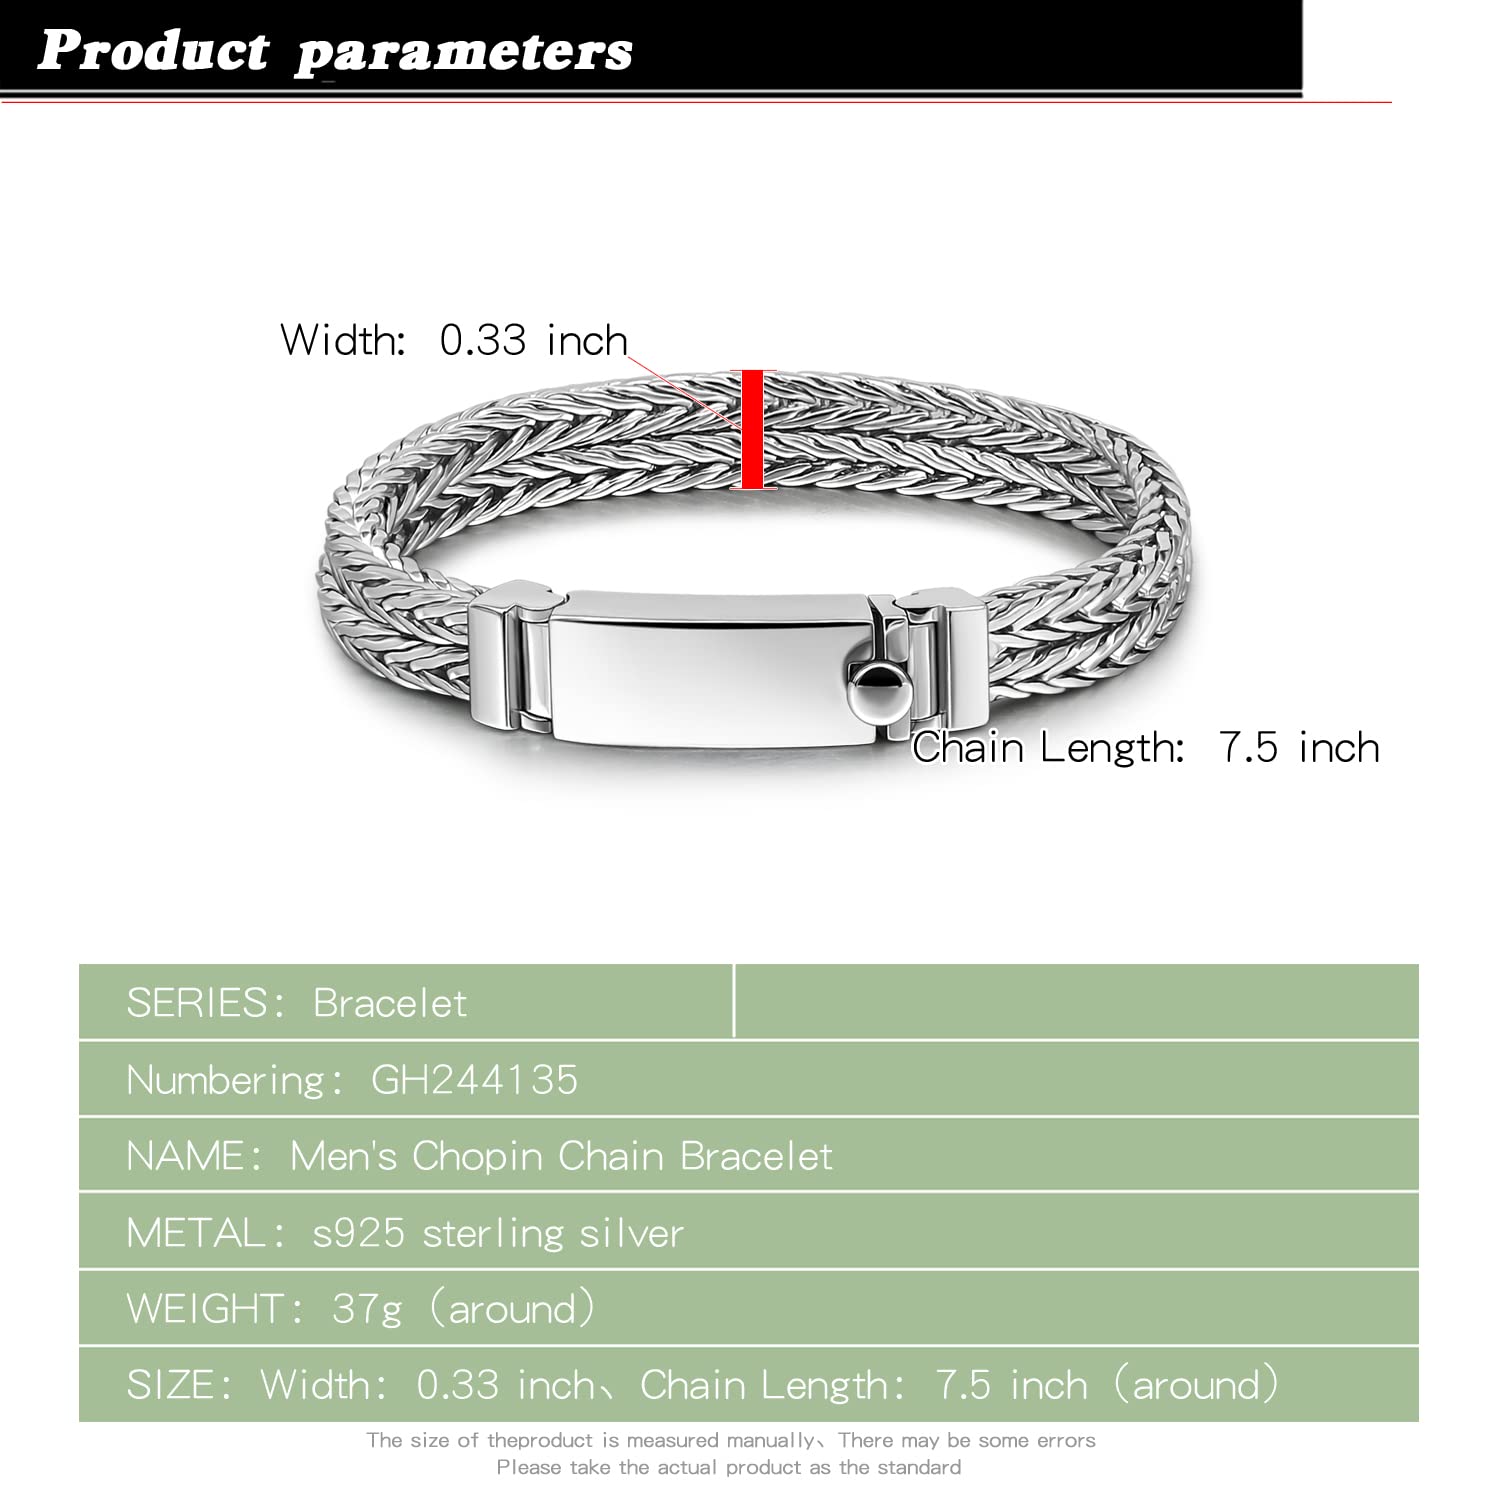 Product parameters
Width: 0.33 inch
Chain Length: 7.5 inch
SERIES: Bracelet
Numbering: GH244135
NAME: Men's Chopin Chain Bracelet
METAL: s925 sterling silver
WEIGHT: 37g（around）
SIZE: Width: 0.33 inch、Chain Length: 7.5 inch（around）
The size of theproduct is measured manually、There may be some errors
Please take the actual product as the standard